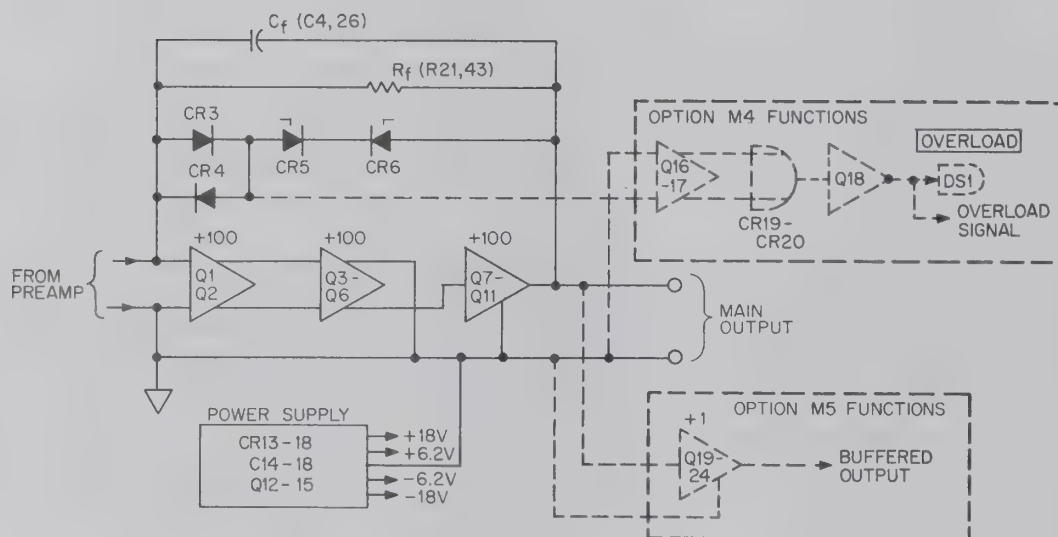 Cf (C4, 26)
Rf (R21, 43)
CR3
CR4
CR5
CR6
OPTION M4 FUNCTIONS
OVERLOAD
Q16
-17
CR19-
CR20
Q18
DS1
OVERLOAD
SIGNAL
+100
+100
+100
FROM
PREAMP
Q1
Q2
Q3-
Q6
Q7-
Q11
MAIN
OUTPUT
POWER SUPPLY
CR13-18
C14-18
Q12-15
+18V
+6.2V
-6.2V
-18V
OPTION M5 FUNCTIONS
+1
Q19-
24
BUFFERED
OUTPUT